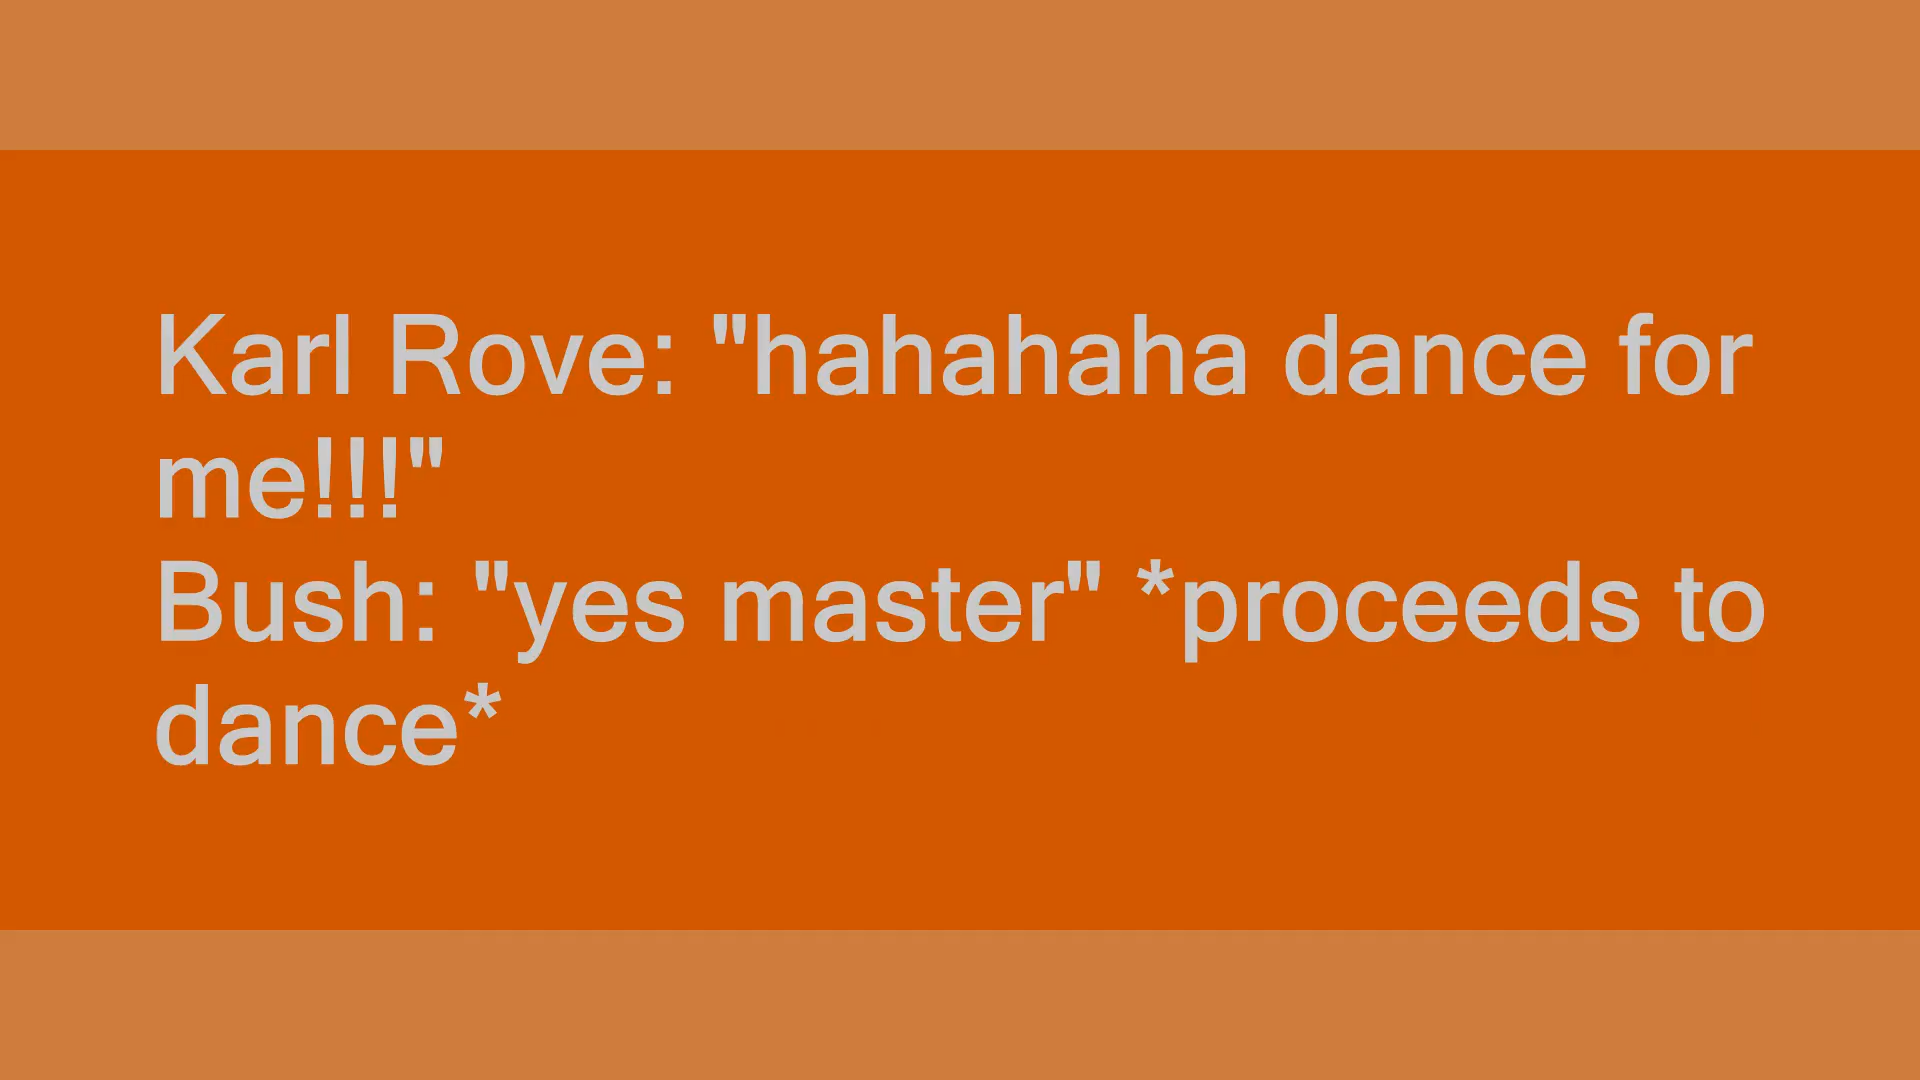 Karl Rove: "hahahaha dance for
me!!!"
Bush: "yes master" *proceeds to
dance*